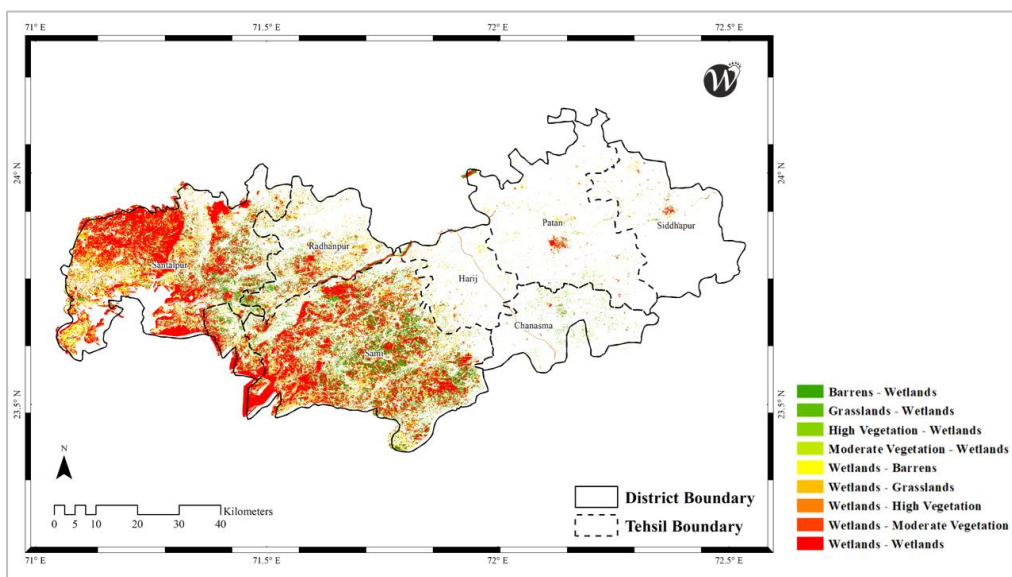 71° E
71.5° E
72° E
72.5° E
W
24° N
24° N
Patan
Siddhapur
Radhanpur
Santalpur
Harij
Chanasma
Sami
23.5° N
23.5° N
Barrens - Wetlands
Grasslands - Wetlands
High Vegetation - Wetlands
Moderate Vegetation - Wetlands
Wetlands - Barrens
Wetlands - Grasslands
Wetlands - High Vegetation
Wetlands - Moderate Vegetation
Wetlands - Wetlands
N
Kilometers
0 5 10 20 30 40
District Boundary
Tehsil Boundary
71° E
71.5° E
72° E
72.5° E